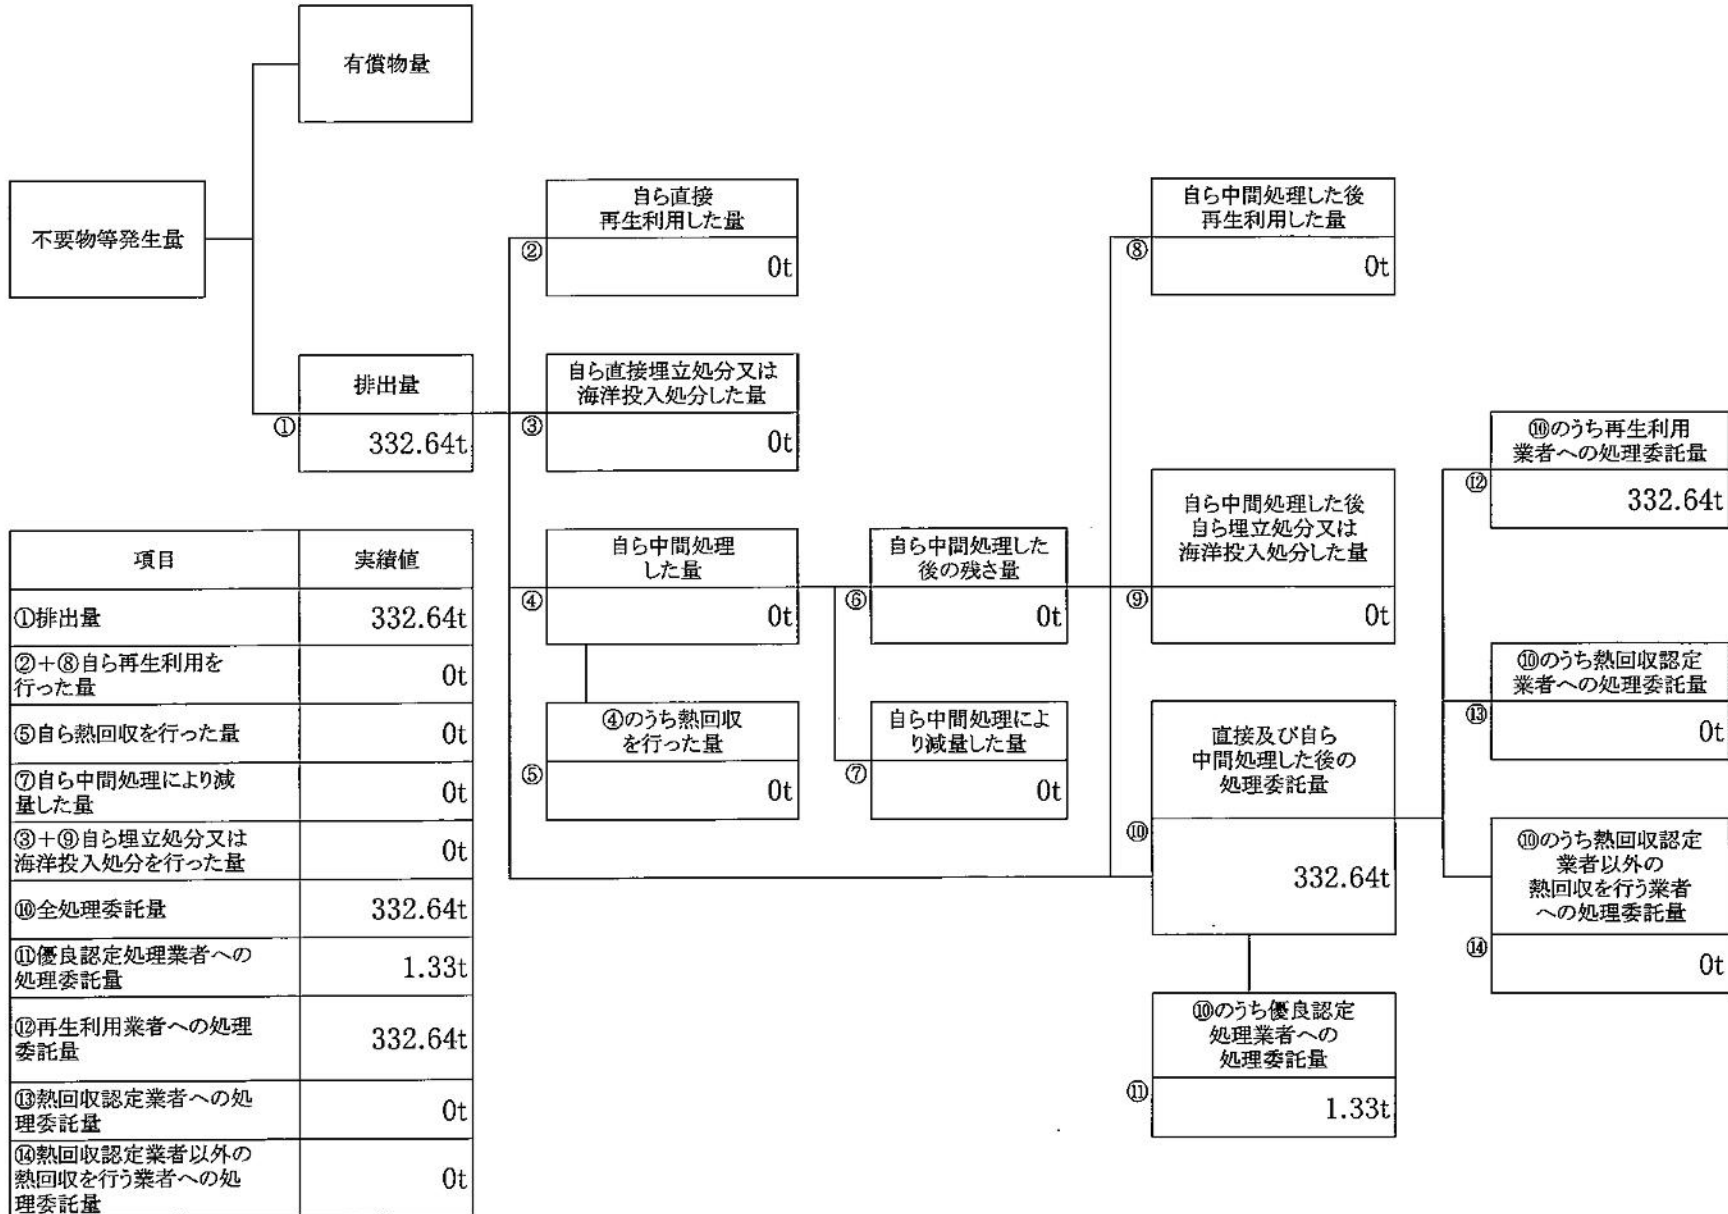 有償物量
不要物等発生量
排出量
①
332.64t
自ら直接
再生利用した量
②
0t
自ら直接埋立処分又は
海洋投入処分した量
③
0t
自ら中間処理
した量
④
0t
④のうち熱回収
を行った量
⑤
0t
自ら中間処理した
後の残さ量
⑥
0t
自ら中間処理によ
り減量した量
⑦
0t
自ら中間処理した後
再生利用した量
⑧
0t
自ら中間処理した後
自ら埋立処分又は
海洋投入処分した量
⑨
0t
直接及び自ら
中間処理した後の
処理委託量
⑩
332.64t
⑩のうち優良認定
処理業者への
処理委託量
⑪
1.33t
⑩のうち再生利用
業者への処理委託量
⑫
332.64t
⑩のうち熱回収認定
業者への処理委託量
⑬
0t
⑩のうち熱回収認定
業者以外の
熱回収を行う業者
への処理委託量
⑭
0t
項目 実績値
①排出量 332.64t
②+⑧自ら再生利用を
行った量 0t
⑤自ら熱回収を行った量 0t
⑦自ら中間処理により減
量した量 0t
③+⑨自ら埋立処分又は
海洋投入処分を行った量 0t
⑩全処理委託量 332.64t
⑪優良認定処理業者への
処理委託量 1.33t
⑫再生利用業者への処理
委託量 332.64t
⑬熱回収認定業者への処
理委託量 0t
⑭熱回収認定業者以外の
熱回収を行う業者への処
理委託量 0t